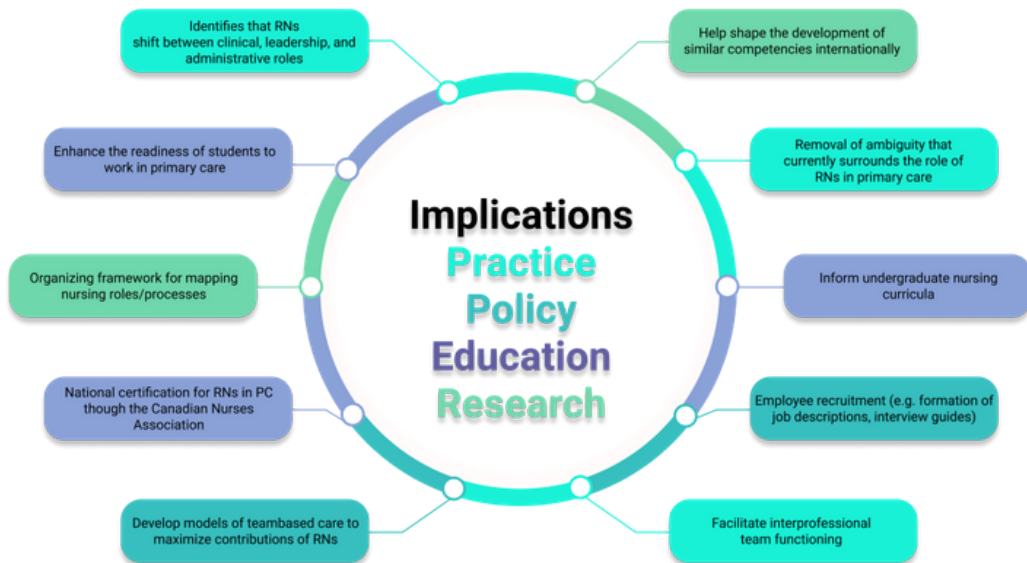 Identifies that RNs
shift between clinical, leadership, and
administrative roles
Help shape the development of
similar competencies internationally
Enhance the readiness of students to
work in primary care
Removal of ambiguity that
currently surrounds the role of
RNs in primary care
Implications
Practice
Policy
Education
Research
Organizing framework for mapping
nursing roles/processes
Inform undergraduate nursing
curricula
National certification for RNs in PC
though the Canadian Nurses
Association
Employee recruitment (e.g. formation of
job descriptions, interview guides)
Develop models of teambased care to
maximize contributions of RNs
Facilitate interprofessional
team functioning